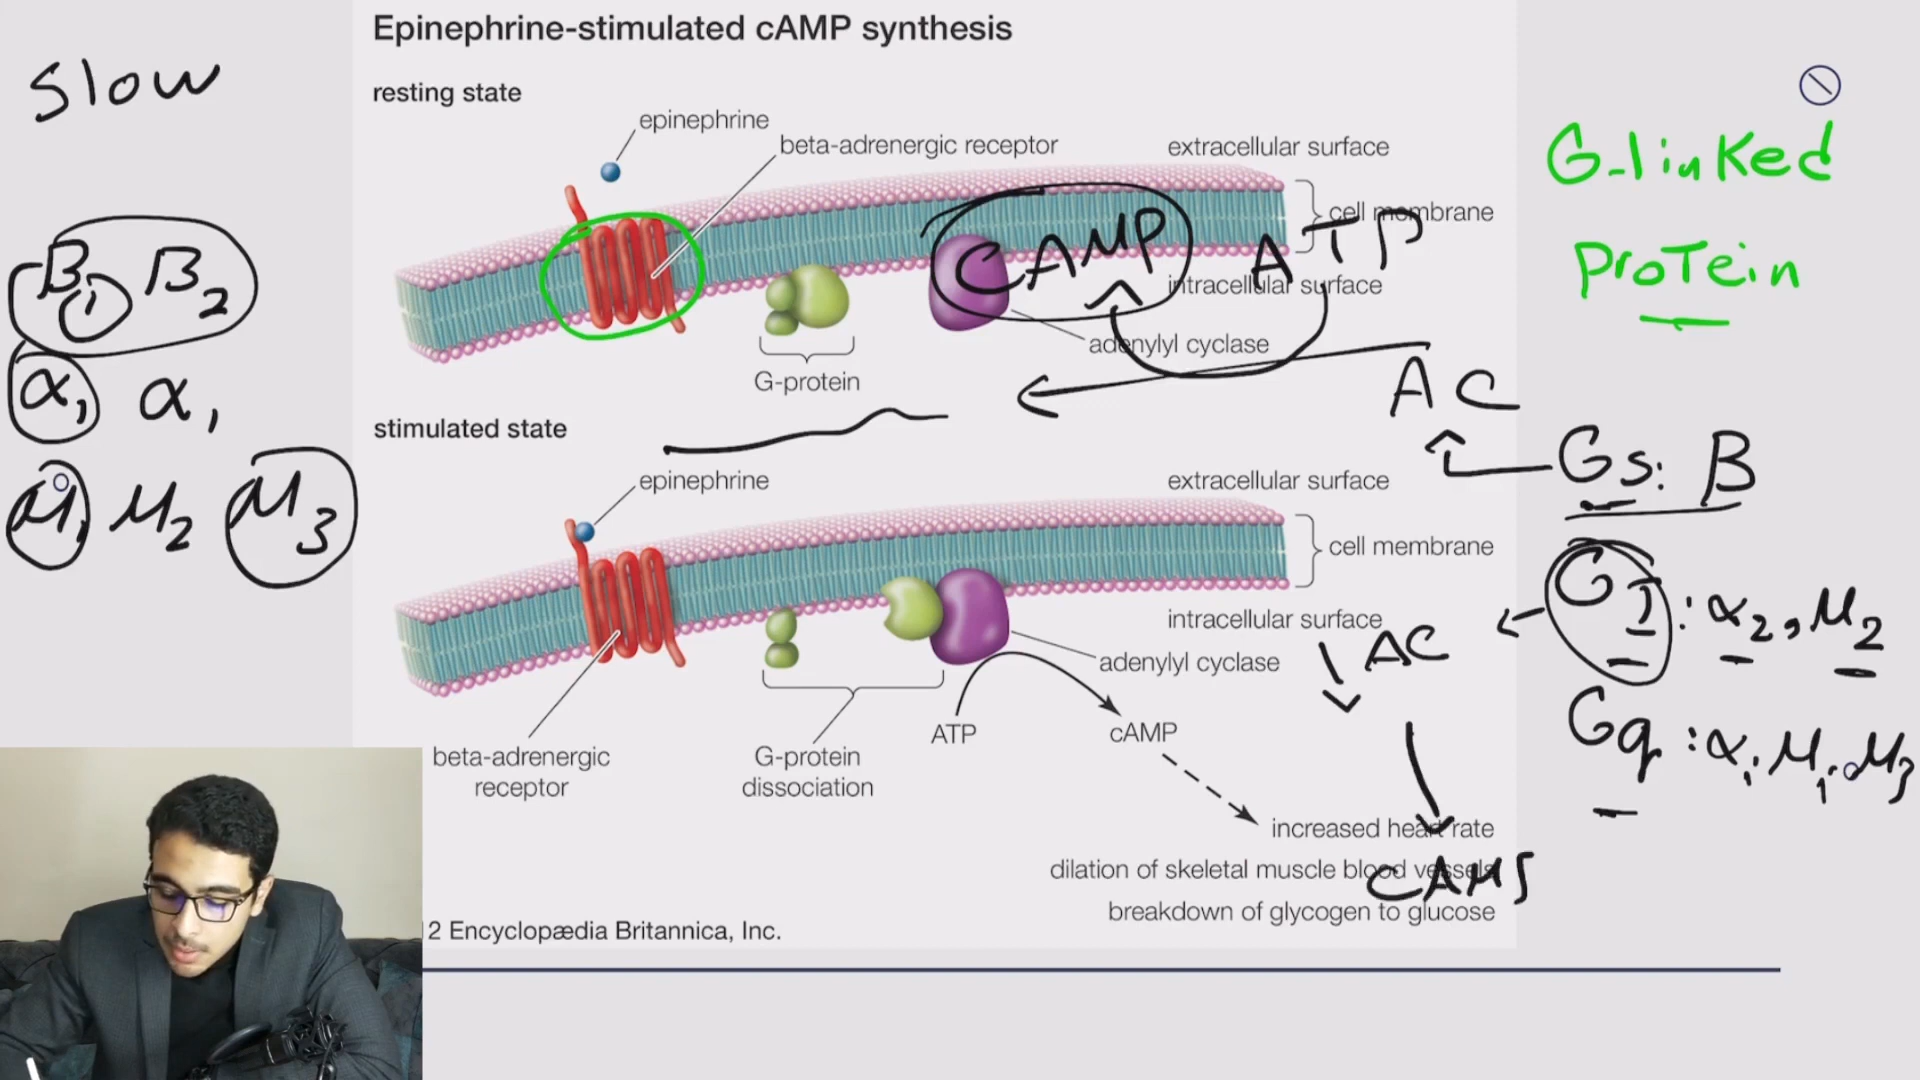 Epinephrine-stimulated cAMP synthesis
slow
resting state
epinephrine
beta-adrenergic receptor
extracellular surface
G-linked
cell membrane
CAMP
ATP
Protein
β1 β2
intracellular surface
adenylyl cyclase
G-protein
AC
α1 α1
stimulated state
Gs: β
epinephrine
extracellular surface
M1 M2 M3
cell membrane
GI: α2, M2
intracellular surface
AC
adenylyl cyclase
ATP
cAMP
Gq: α1 M1 M3
beta-adrenergic
receptor
G-protein
dissociation
increased heart rate
dilation of skeletal muscle blood vessels
breakdown of glycogen to glucose
2 Encyclopædia Britannica, Inc.